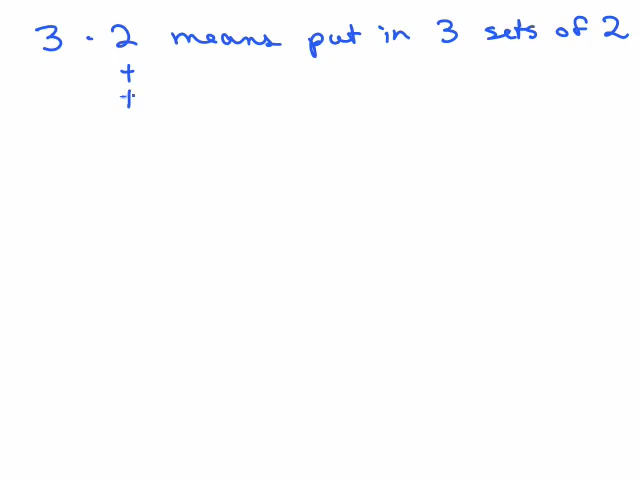 3 · 2 means put in 3 sets of 2
+
+